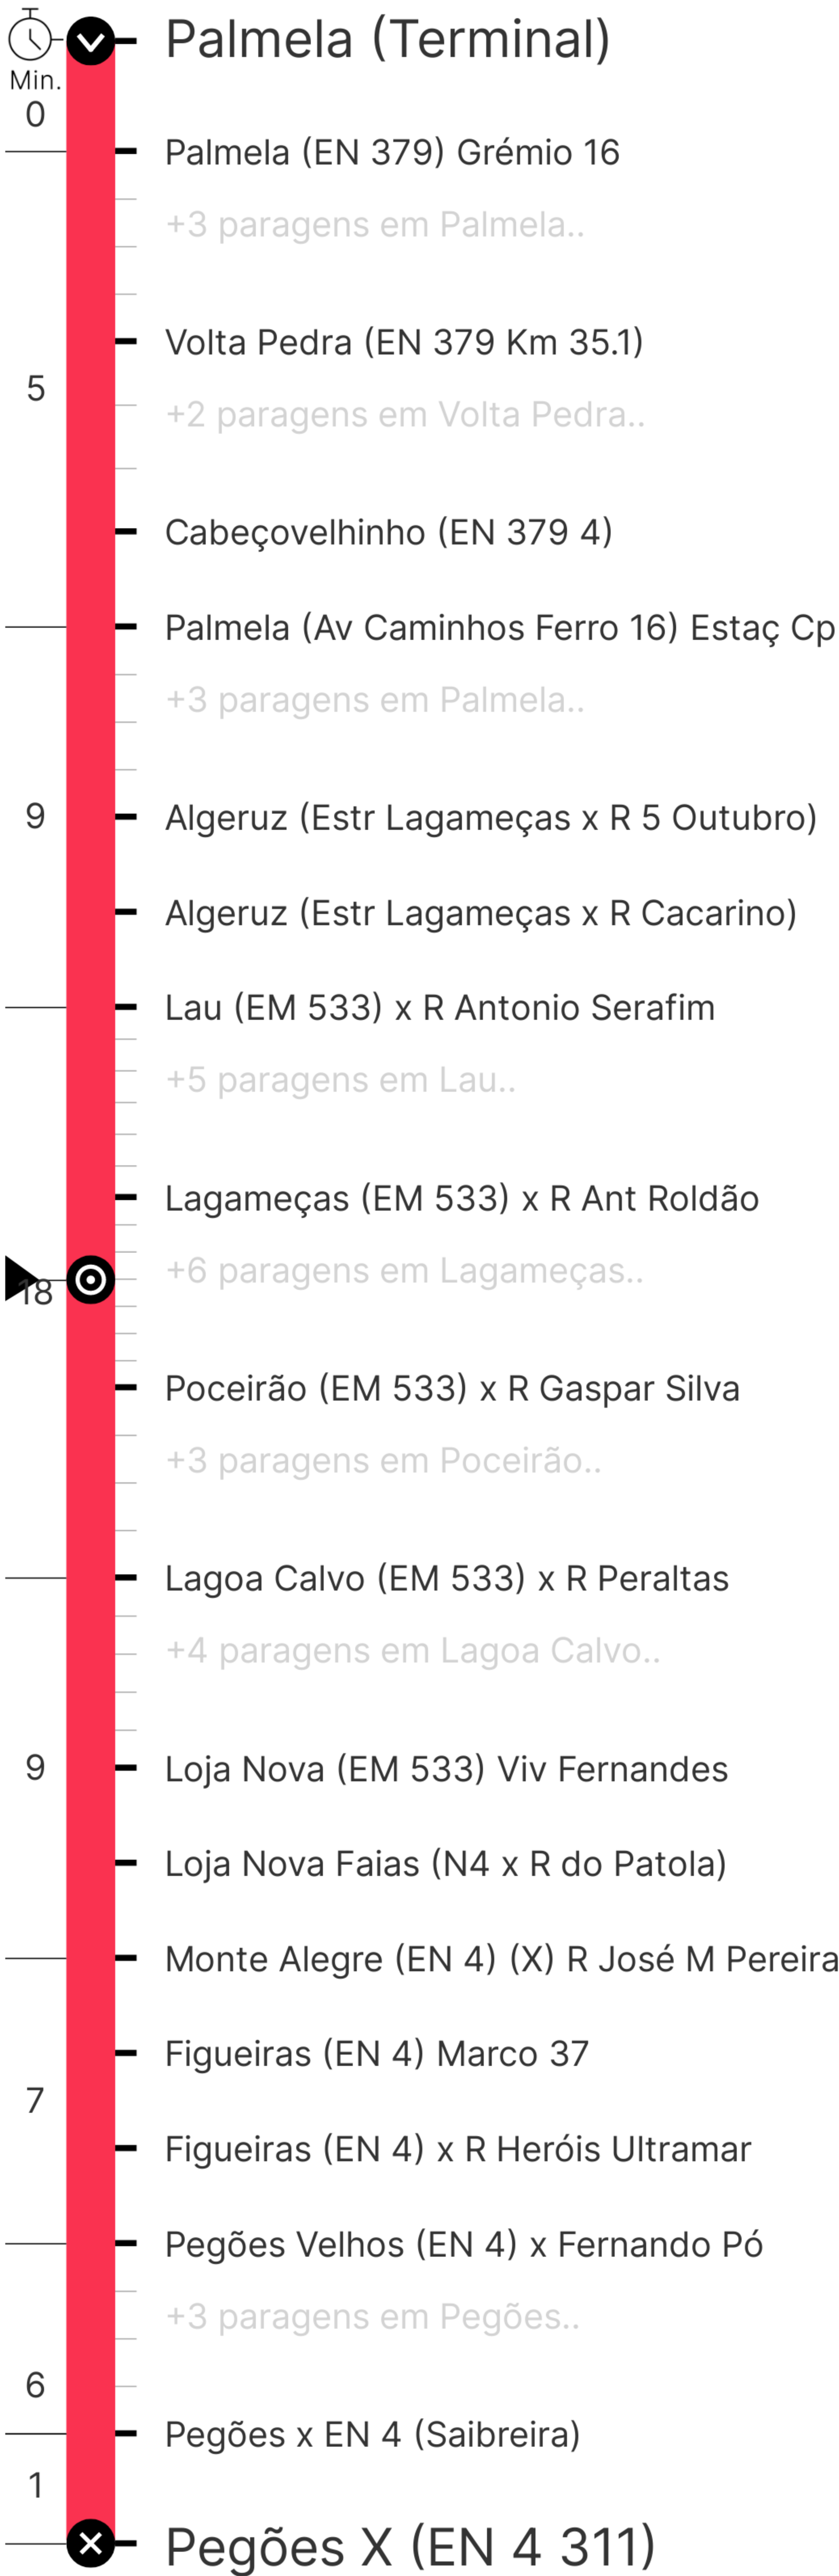 Palmela (Terminal)
Min.
0
Palmela (EN 379) Grémio 16
+3 paragens em Palmela..
Volta Pedra (EN 379 Km 35.1)
5
+2 paragens em Volta Pedra..
Cabeçovelhinho (EN 379 4)
Palmela (Av Caminhos Ferro 16) Estaç Cp
+3 paragens em Palmela..
9
Algeruz (Estr Lagameças x R 5 Outubro)
Algeruz (Estr Lagameças x R Cacarino)
Lau (EM 533) x R Antonio Serafim
+5 paragens em Lau..
Lagameças (EM 533) x R Ant Roldão
+6 paragens em Lagameças..
18
Poceirão (EM 533) x R Gaspar Silva
+3 paragens em Poceirão..
Lagoa Calvo (EM 533) x R Peraltas
+4 paragens em Lagoa Calvo..
9
Loja Nova (EM 533) Viv Fernandes
Loja Nova Faias (N4 x R do Patola)
Monte Alegre (EN 4) (X) R José M Pereira
Figueiras (EN 4) Marco 37
7
Figueiras (EN 4) x R Heróis Ultramar
Pegões Velhos (EN 4) x Fernando Pó
+3 paragens em Pegões..
6
Pegões x EN 4 (Saibreira)
1
Pegões X (EN 4 311)